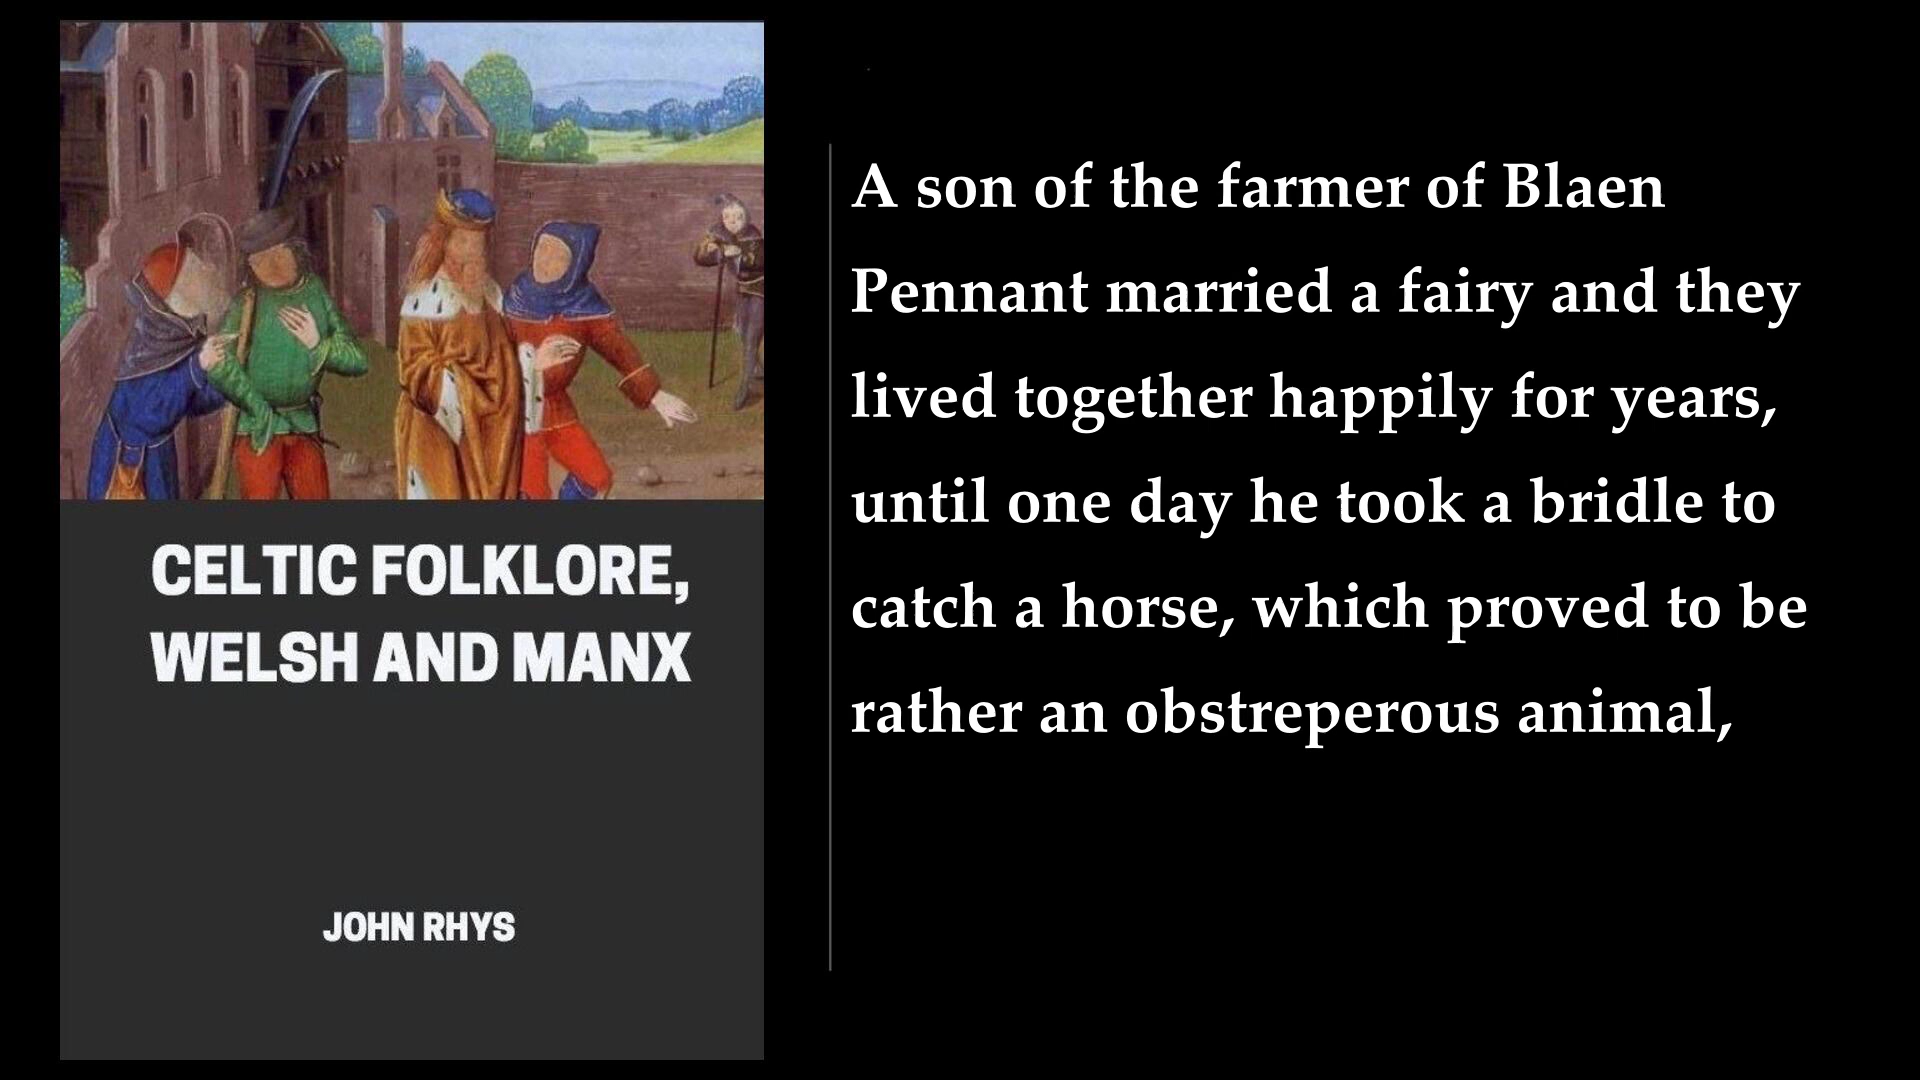 CELTIC FOLKLORE,
WELSH AND MANX
JOHN RHYS
A son of the farmer of Blaen
Pennant married a fairy and they
lived together happily for years,
until one day he took a bridle to
catch a horse, which proved to be
rather an obstreperous animal,